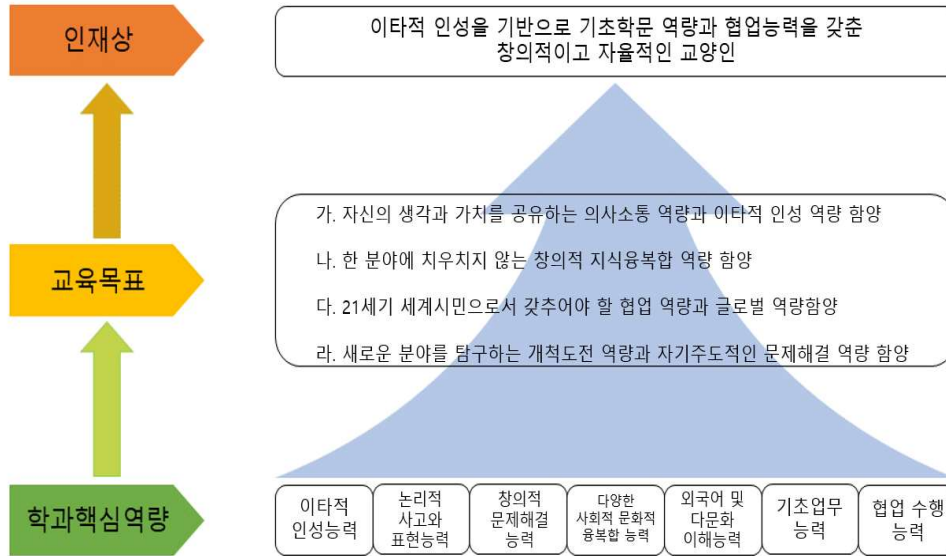 인재상
이타적 인성을 기반으로 기초학문 역량과 협업능력을 갖춘
창의적이고 자율적인 교양인
교육목표
가. 자신의 생각과 가치를 공유하는 의사소통 역량과 이타적 인성 역량 함양
나. 한 분야에 치우치지 않는 창의적 지식융복합 역량 함양
다. 21세기 세계시민으로서 갖추어야 할 협업 역량과 글로벌 역량함양
라. 새로운 분야를 탐구하는 개척도전 역량과 자기주도적인 문제해결 역량 함양
학과핵심역량
이타적
인성능력
논리적
사고와
표현능력
창의적
문제해결
능력
다양한
사회적 문화적
융복합 능력
외국어 및
다문화
이해능력
기초업무
능력
협업 수행
능력